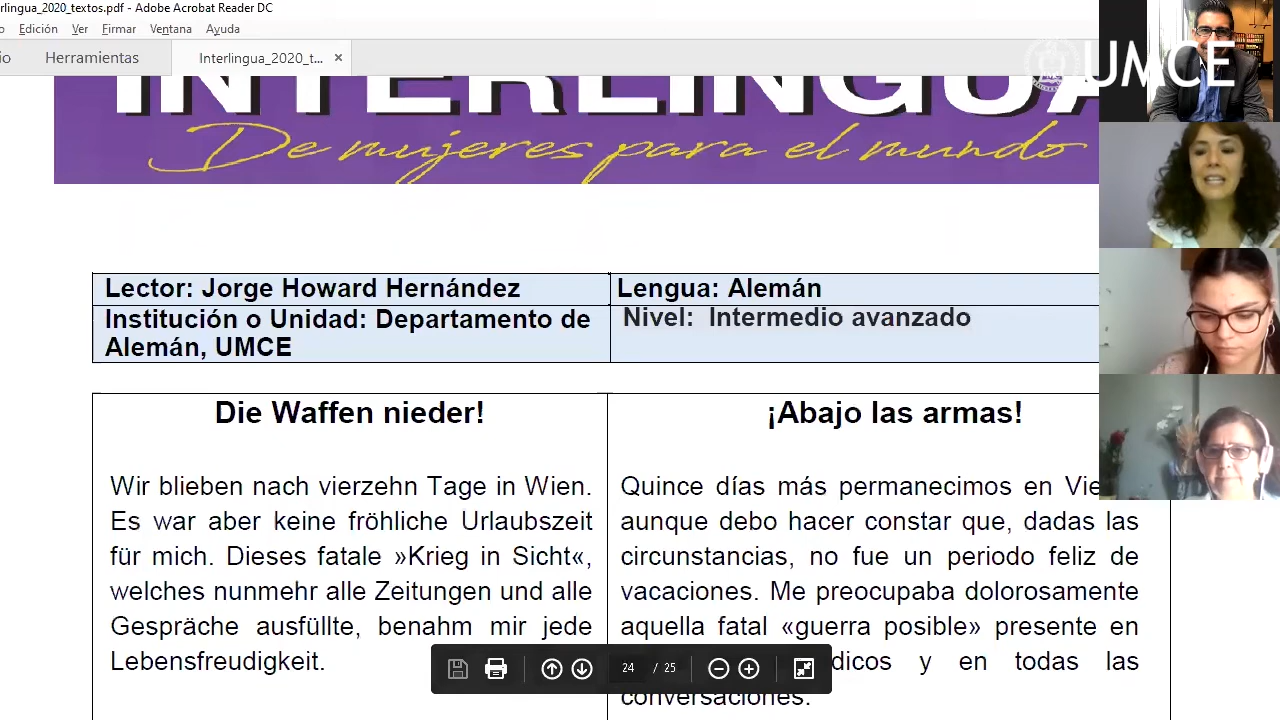 rlingua_2020_textos.pdf - Adobe Acrobat Reader DC
o Edición Ver Firmar Ventana Ayuda
io Herramientas Interlingua_2020_t... ×
UMCE
INTERLINGUA
De mujeres para el mundo
Lector: Jorge Howard Hernández
Lengua: Alemán
Institución o Unidad: Departamento de
Alemán, UMCE
Nivel: Intermedio avanzado
Die Waffen nieder!
Wir blieben nach vierzehn Tage in Wien.
Es war aber keine fröhliche Urlaubszeit
für mich. Dieses fatale »Krieg in Sicht«,
welches nunmehr alle Zeitungen und alle
Gespräche ausfüllte, benahm mir jede
Lebensfreudigkeit.
¡Abajo las armas!
Quince días más permanecimos en Vie
aunque debo hacer constar que, dadas las
circunstancias, no fue un periodo feliz de
vacaciones. Me preocupaba dolorosamente
aquella fatal «guerra posible» presente en
dicos y en todas las
conversaciones.
24 / 25